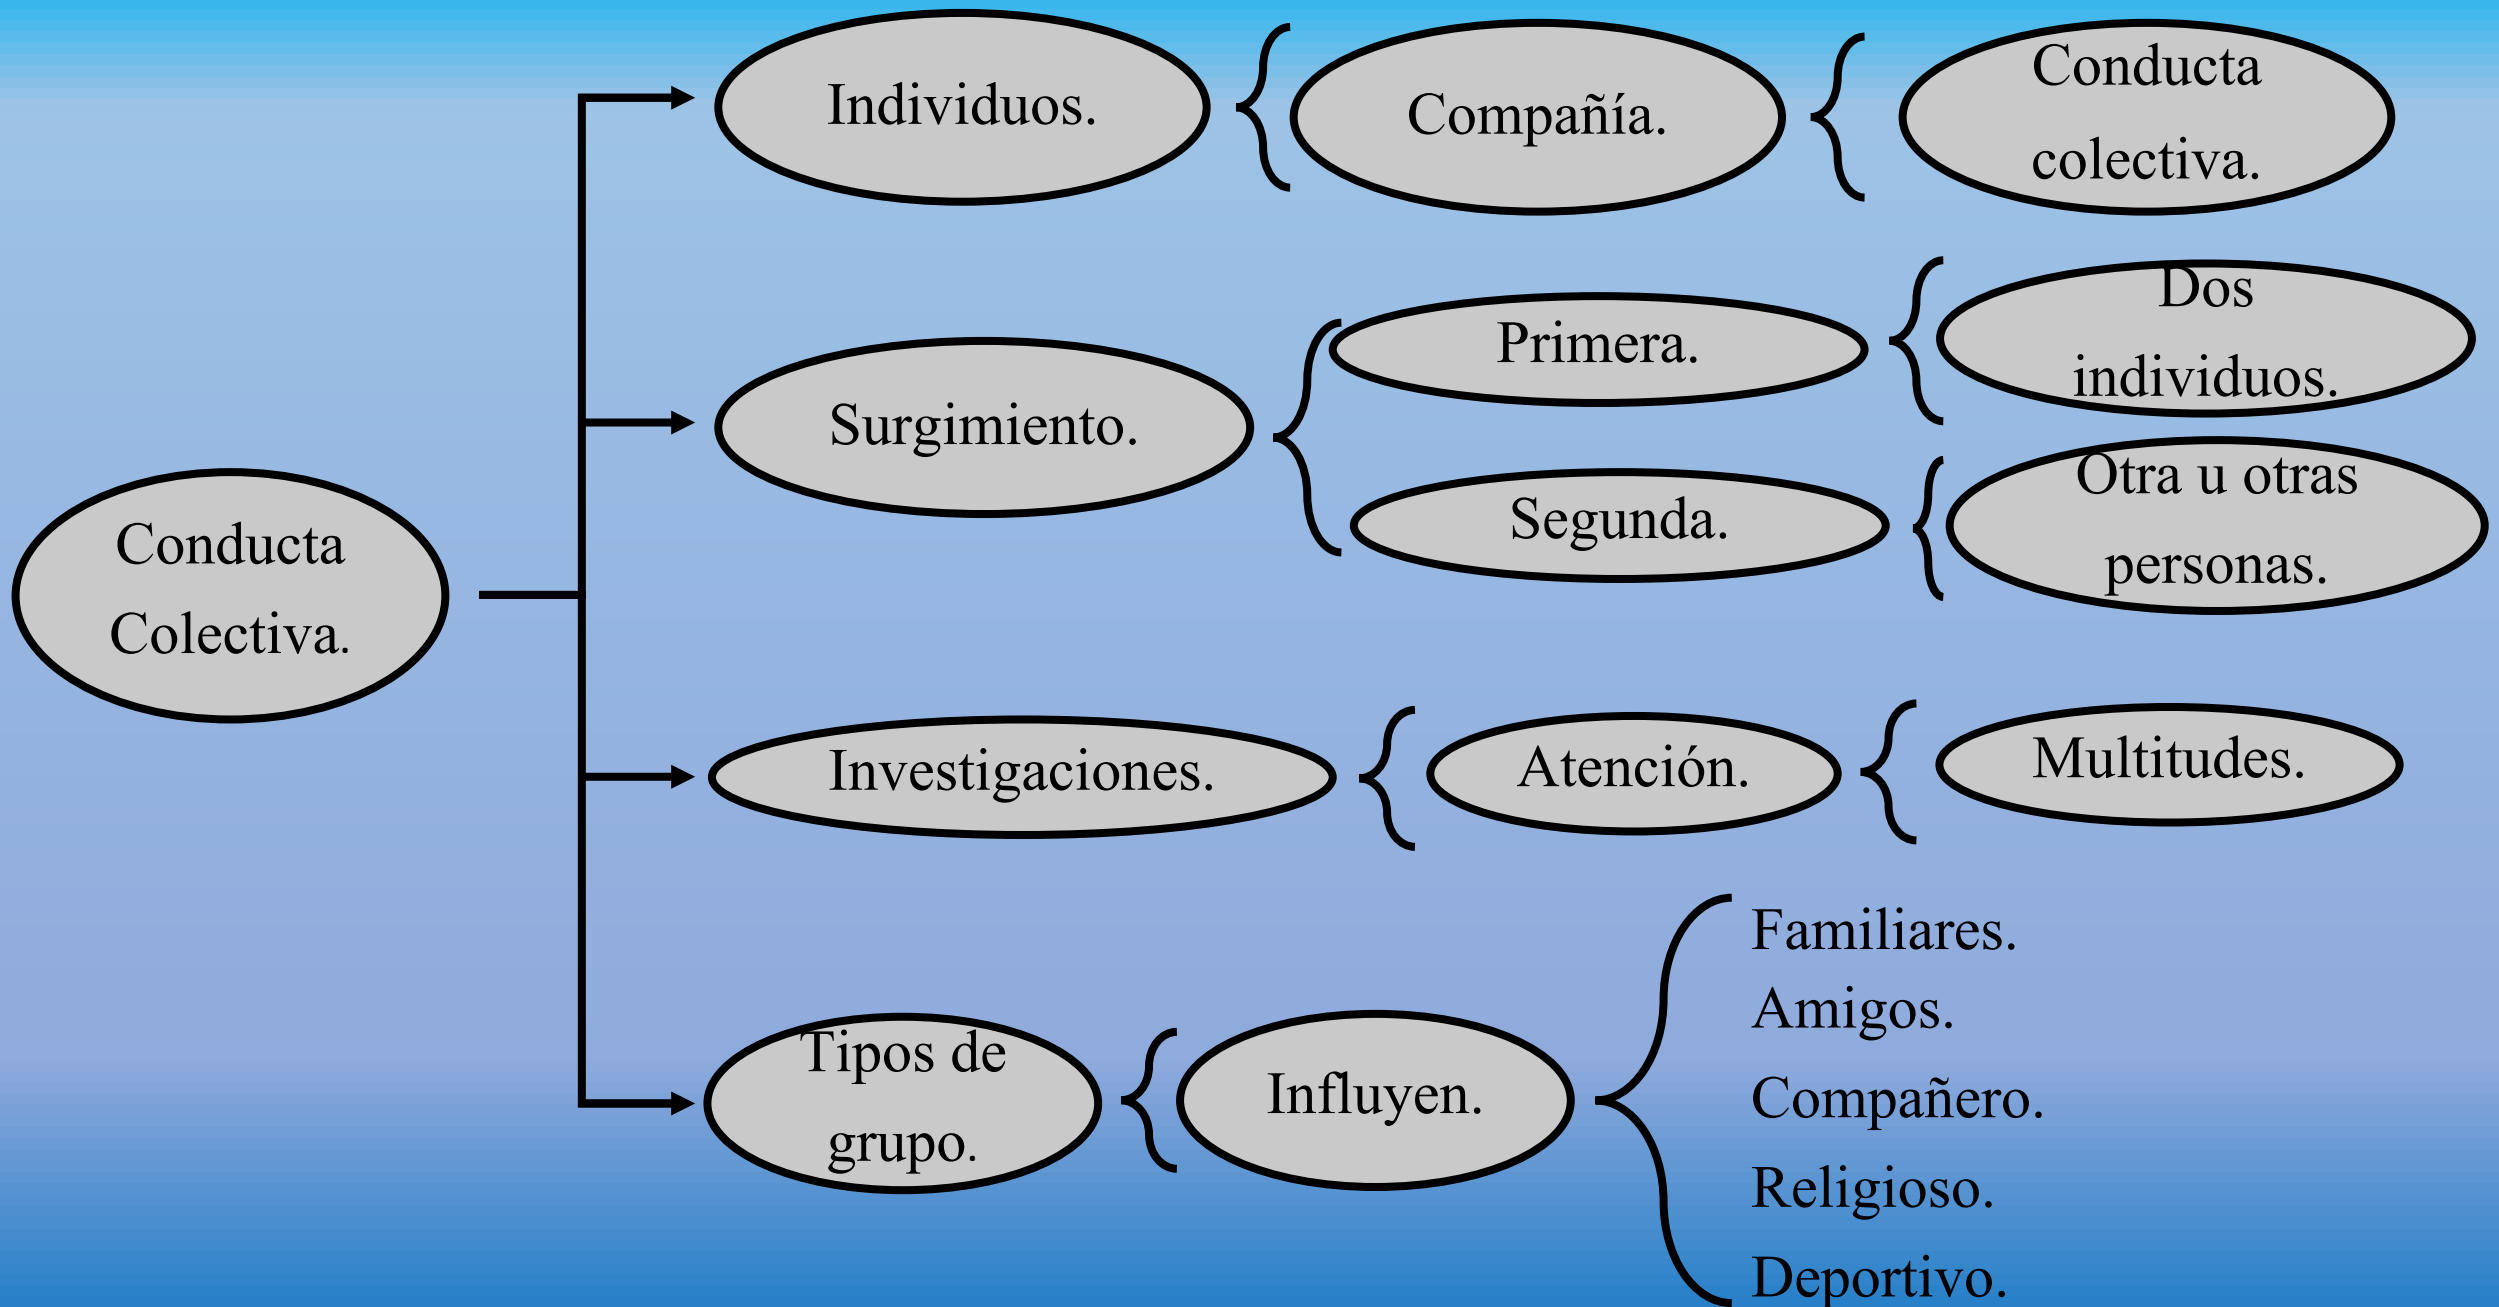 Conducta
Colectiva.
Individuos.
Compañía.
Conducta
colectiva.
Surgimiento.
Primera.
Dos
individuos.
Segunda.
Otra u otras
personas.
Investigaciones.
Atención.
Multitudes.
Tipos de
grupo.
Influyen.
Familiares.
Amigos.
Compañero.
Religioso.
Deportivo.